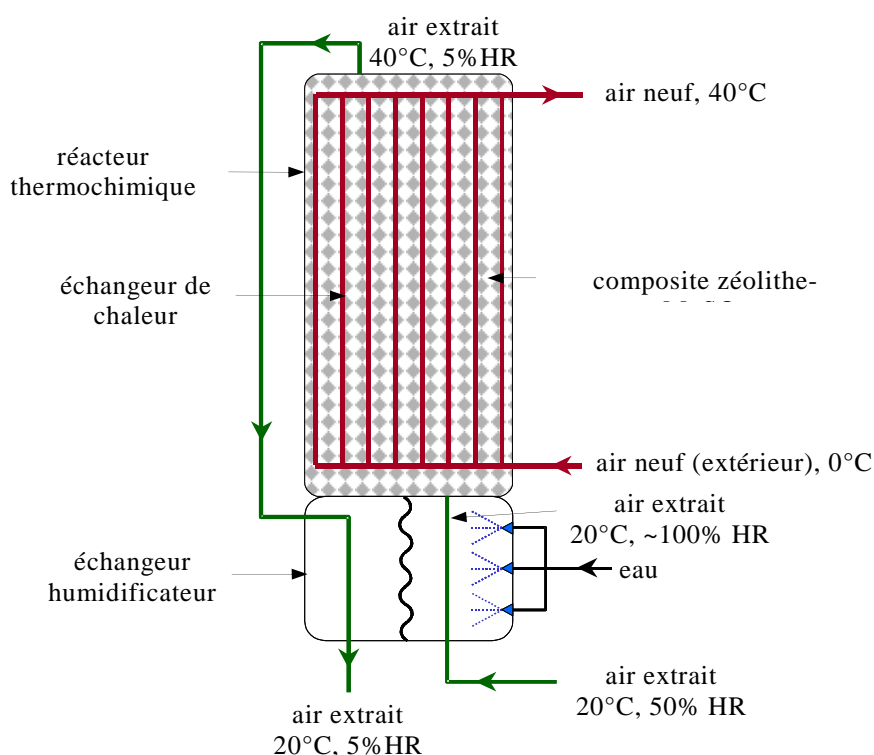 air extrait
40°C, 5%HR
air neuf, 40°C
réacteur
thermochimique
échangeur de
chaleur
composite zéolithe-
air neuf (extérieur), 0°C
air extrait
20°C, ~100% HR
eau
échangeur
humidificateur
air extrait
20°C, 50% HR
air extrait
20°C, 5%HR